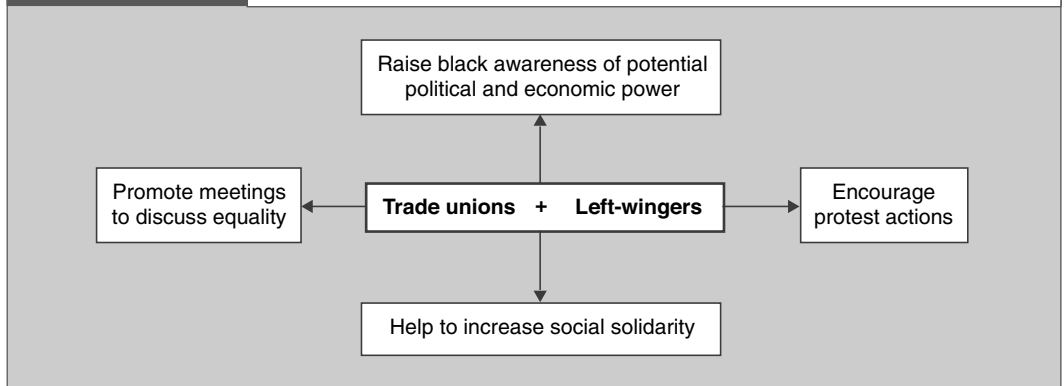 Raise black awareness of potential
political and economic power
Promote meetings
to discuss equality
Trade unions + Left-wingers
Encourage
protest actions
Help to increase social solidarity